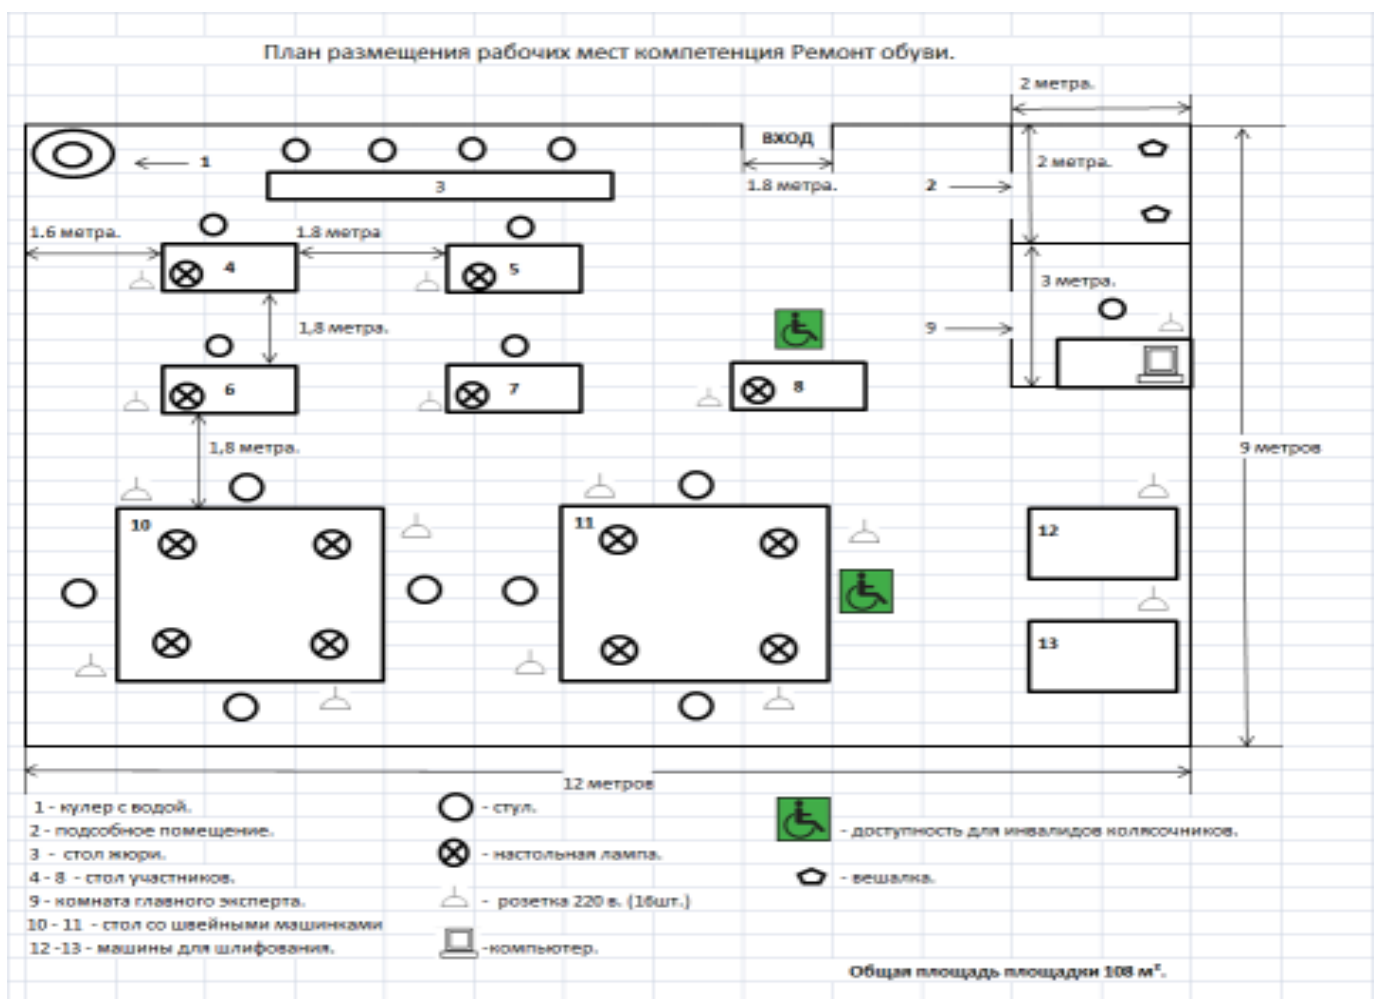 План размещения рабочих мест компетенция Ремонт обуви.
2 метра.
ВХОД
1
3
1.8 метра.
2
2 метра.
1.6 метра.
1.8 метра
4
5
3 метра.
1,8 метра.
9
6
7
8
1,8 метра.
9 метров
10
11
12
13
12 метров
1 - кулер с водой.
2 - подсобное помещение.
3 - стол жюри.
4 - 8 - стол участников.
9 - комната главного эксперта.
10 - 11 - стол со швейными машинками
12 -13 - машины для шлифования.
- стул.
- настольная лампа.
- розетка 220 в. (16шт.)
-компьютер.
- доступность для инвалидов колясочников.
- вешалка.
Общая площадь площадки 108 м².